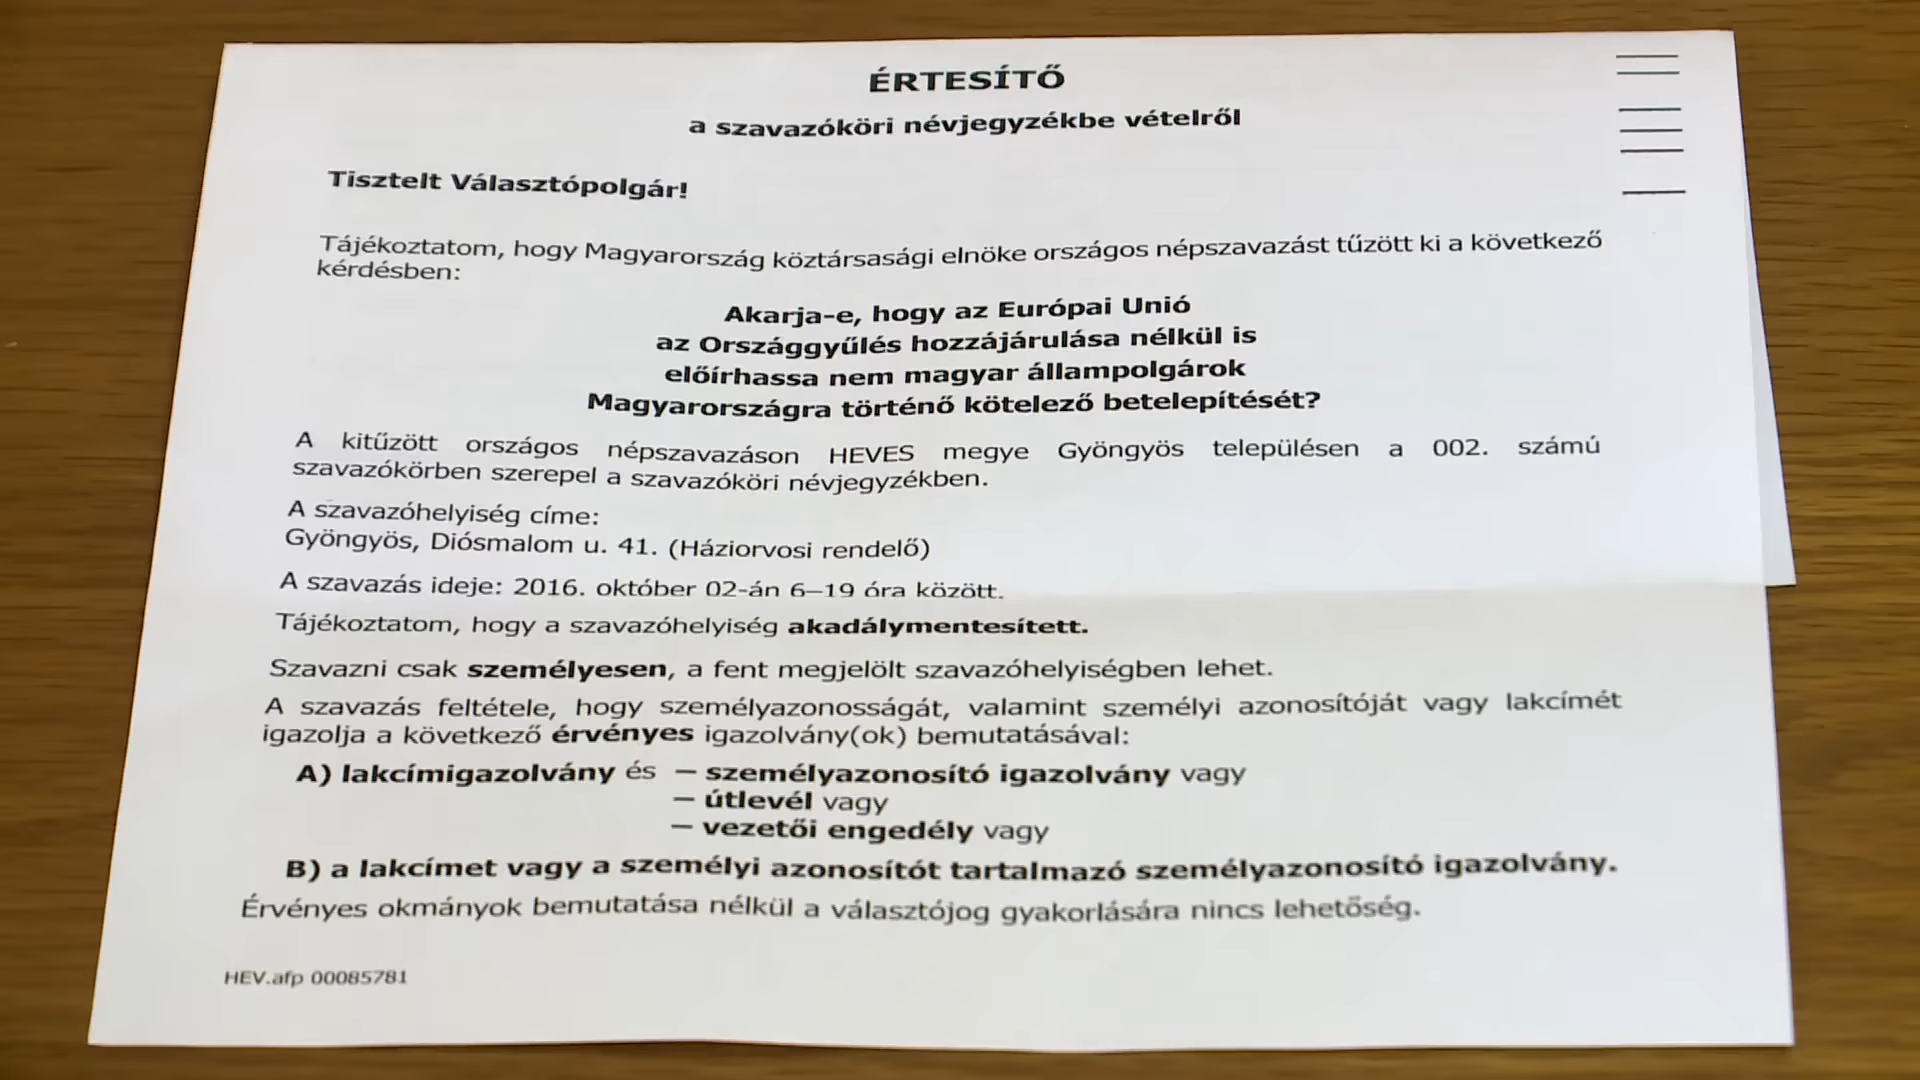 ÉRTESÍTŐ
a szavazóköri névjegyzékbe vételről
Tisztelt Választópolgár!
Tájékoztatom, hogy Magyarország köztársasági elnöke országos népszavazást tűzött ki a következő
kérdésben:
Akarja-e, hogy az Európai Unió
az Országgyűlés hozzájárulása nélkül is
előírhassa nem magyar állampolgárok
Magyarországra történő kötelező betelepítését?
A kitűzött országos népszavazáson HEVES megye Gyöngyös településen a 002. számú
szavazókörben szerepel a szavazóköri névjegyzékben.
A szavazóhelyiség címe:
Gyöngyös, Diósmalom u. 41. (Háziorvosi rendelő)
A szavazás ideje: 2016. október 02-án 6–19 óra között.
Tájékoztatom, hogy a szavazóhelyiség akadálymentesített.
Szavazni csak személyesen, a fent megjelölt szavazóhelyiségben lehet.
A szavazás feltétele, hogy személyazonosságát, valamint személyi azonosítóját vagy lakcímét
igazolja a következő érvényes igazolvány(ok) bemutatásával:
A) lakcímigazolvány és — személyazonosító igazolvány vagy
— útlevél vagy
— vezetői engedély vagy
B) a lakcímet vagy a személyi azonosítót tartalmazó személyazonosító igazolvány.
Érvényes okmányok bemutatása nélkül a választójog gyakorlására nincs lehetőség.
HEV.afp 00085781